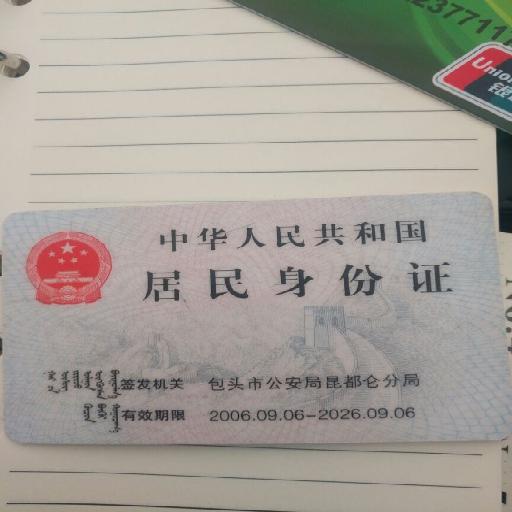 2377117
Union
银
中华人民共和国
居民身份证
签发机关 包头市公安局昆都仑分局
有效期限 2006.09.06-2026.09.06